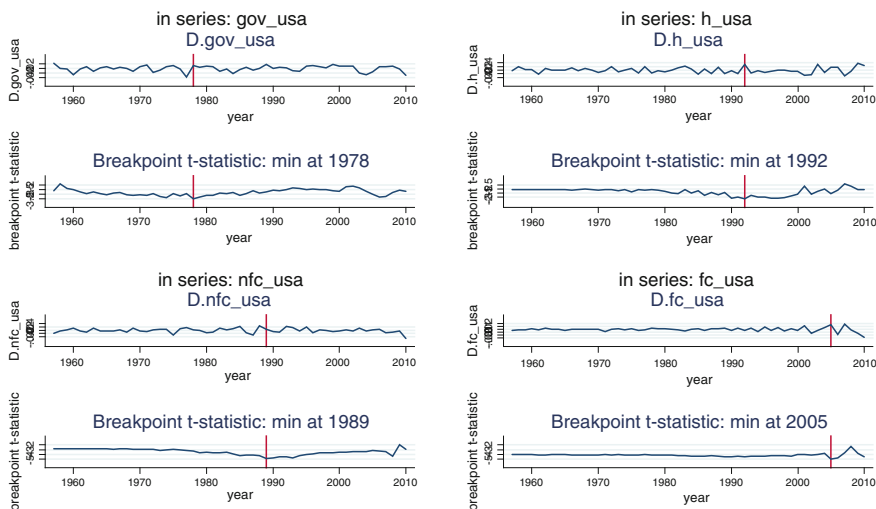 in series: gov_usa
D.gov_usa
D.gov_usa
1960 1970 1980 1990 2000 2010
year
Breakpoint t-statistic: min at 1978
breakpoint t-statistic
1960 1970 1980 1990 2000 2010
year
in series: h_usa
D.h_usa
D.h_usa
1960 1970 1980 1990 2000 2010
year
Breakpoint t-statistic: min at 1992
breakpoint t-statistic
1960 1970 1980 1990 2000 2010
year
in series: nfc_usa
D.nfc_usa
D.nfc_usa
1960 1970 1980 1990 2000 2010
year
Breakpoint t-statistic: min at 1989
breakpoint t-statistic
1960 1970 1980 1990 2000 2010
year
in series: fc_usa
D.fc_usa
D.fc_usa
1960 1970 1980 1990 2000 2010
year
Breakpoint t-statistic: min at 2005
breakpoint t-statistic
1960 1970 1980 1990 2000 2010
year